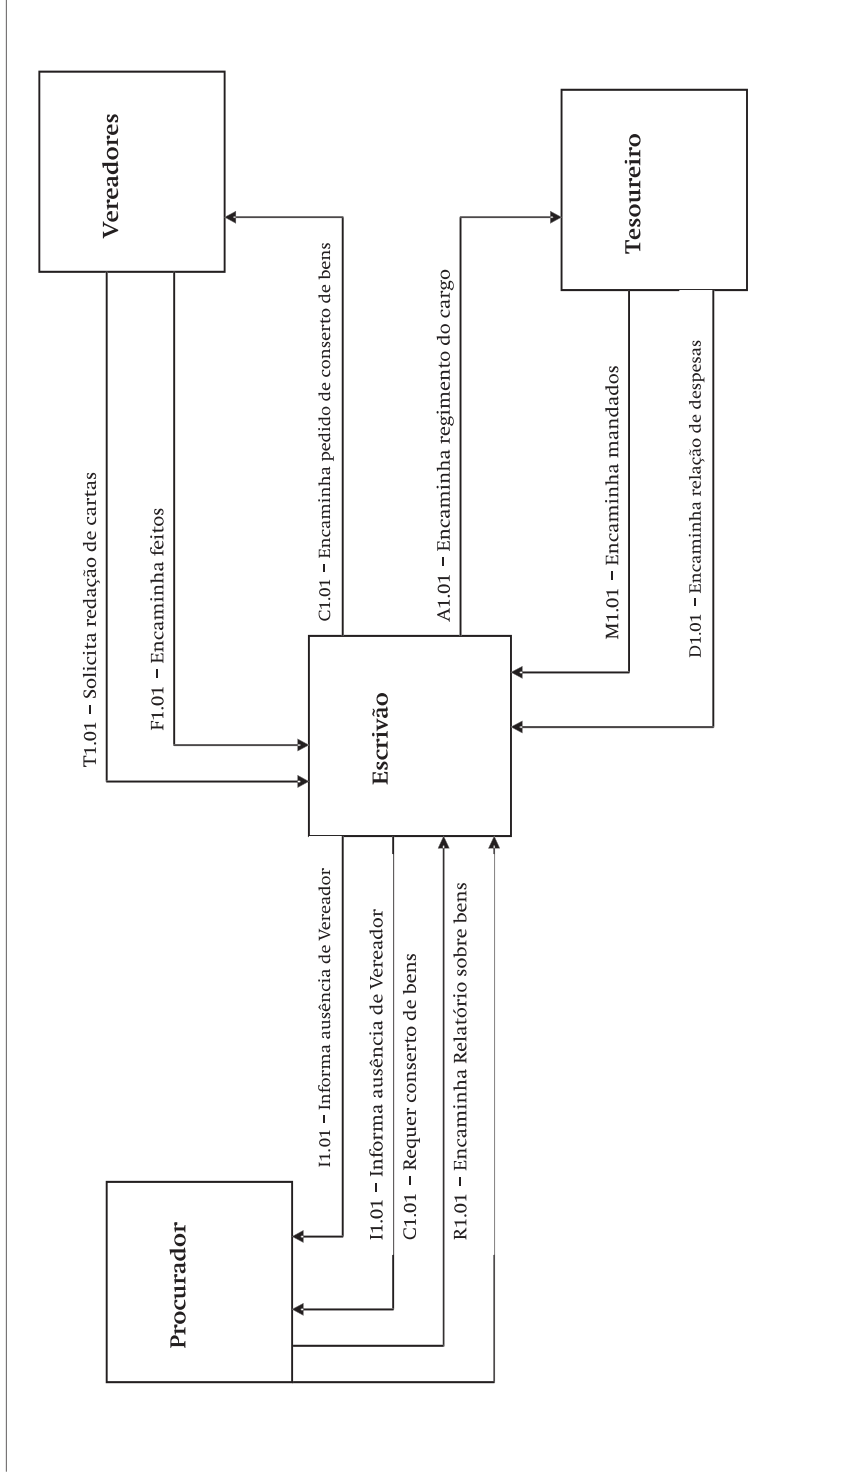 T1.01 – Solicita redação de cartas
Vereadores
F1.01 – Encaminha feitos
Procurador
I1.01 – Informa ausência de Vereador
C1.01 – Encaminha pedido de conserto de bens
I1.01 – Informa ausência de Vereador
Escrivão
C1.01 – Requer conserto de bens
A1.01 – Encaminha regimento do cargo
R1.01 – Encaminha Relatório sobre bens
M1.01 – Encaminha mandados
Tesoureiro
D1.01 – Encaminha relação de despesas